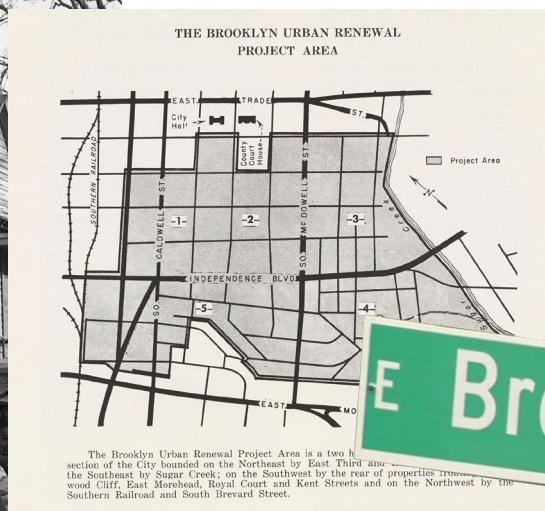 THE BROOKLYN URBAN RENEWAL
PROJECT AREA
EAST TRADE ST.
City Hall
County Court House
Project Area
N
SOUTHERN RAILROAD
SO. CALDWELL ST.
SO. McDOWELL ST.
-1-
-2-
-3-
Creek
INDEPENDENCE BLVD.
-5-
-4-
Sugar
EAST MO
E Bro
The Brooklyn Urban Renewal Project Area is a two h
section of the City bounded on the Northeast by East Third and
the Southeast by Sugar Creek; on the Southwest by the rear of properties
wood Cliff, East Morehead, Royal Court and Kent Streets and on the Northwest by the
Southern Railroad and South Brevard Street.